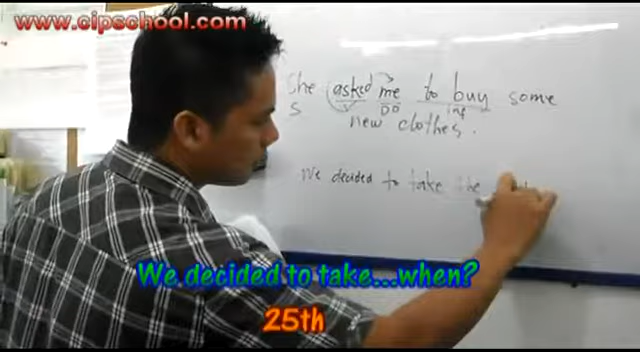 www.cipschool.com
She asked me to buy some
S V DO inf
new clothes.
We decided to take the
We decided to take...when?
25th